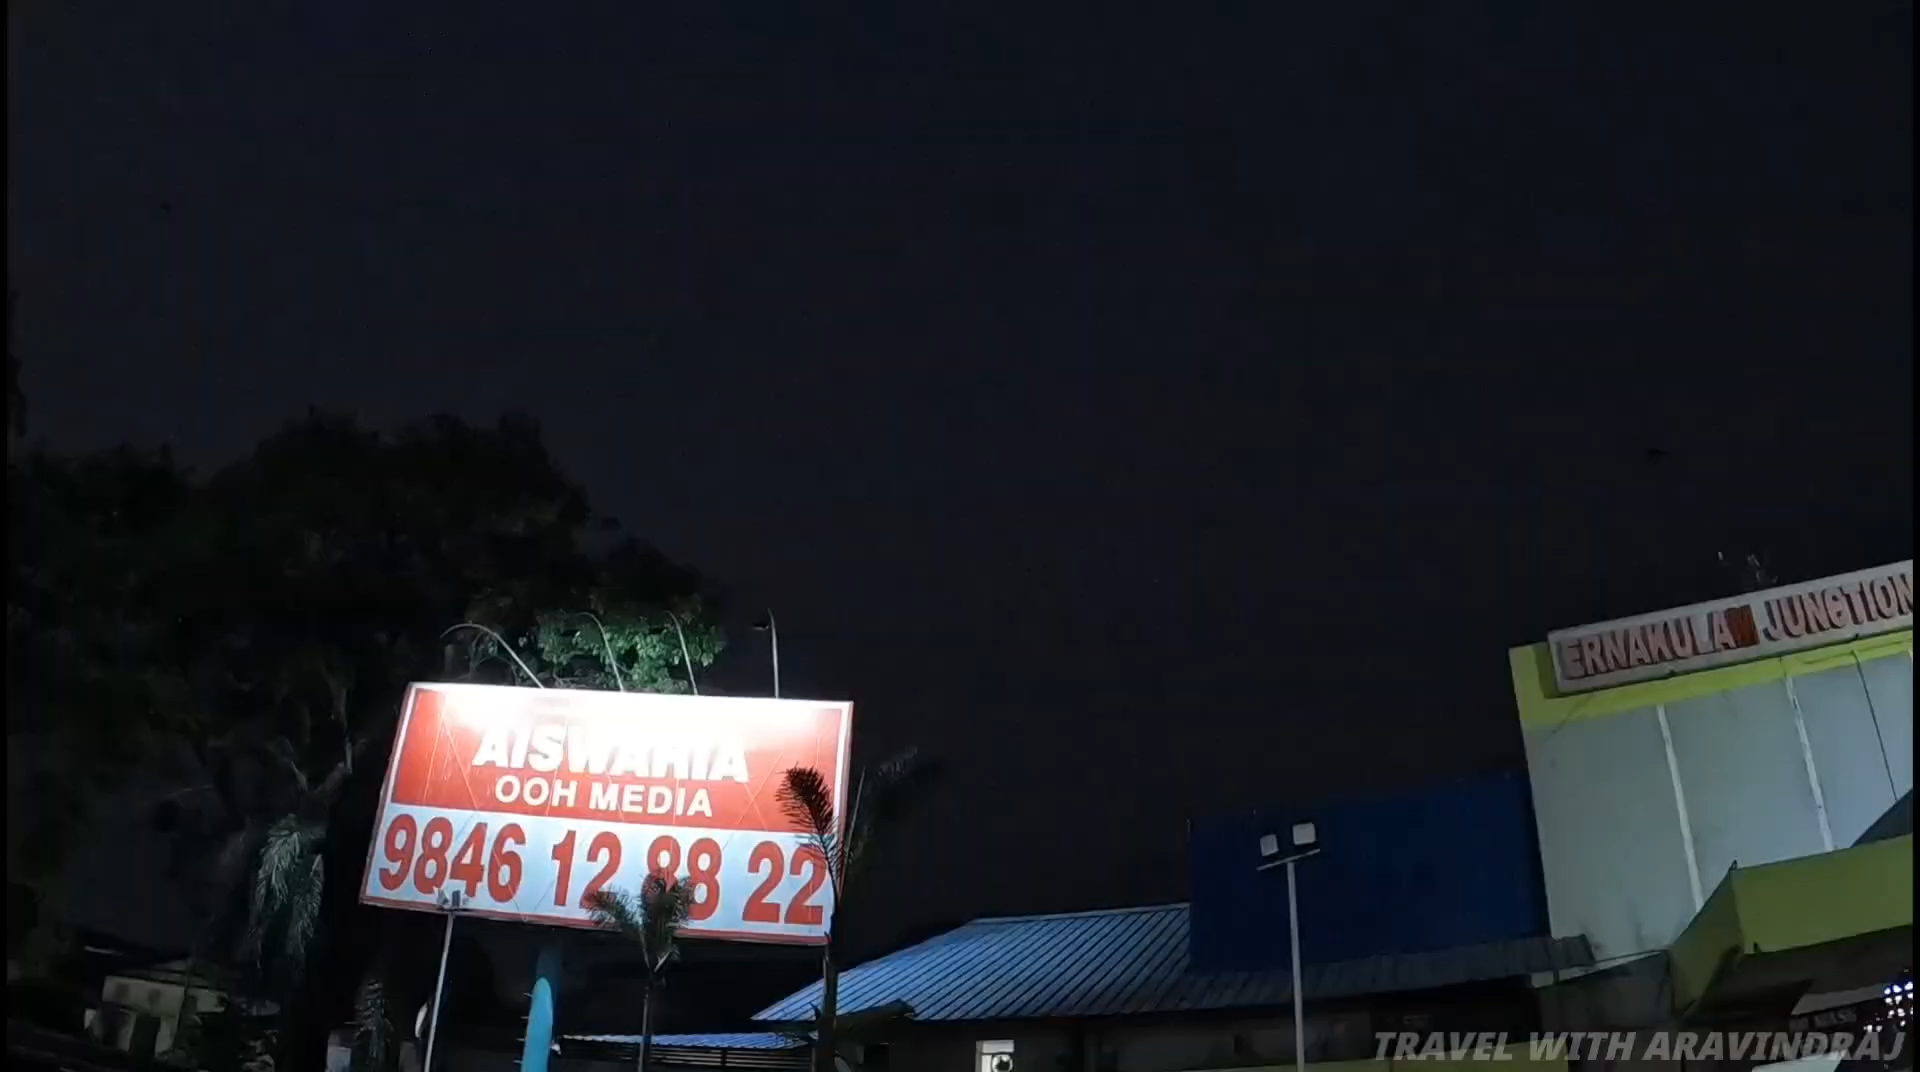 AISWARIA
OOH MEDIA
9846 12 88 22
ERNAKULAM JUNCTION
TRAVEL WITH ARAVINDRAJ